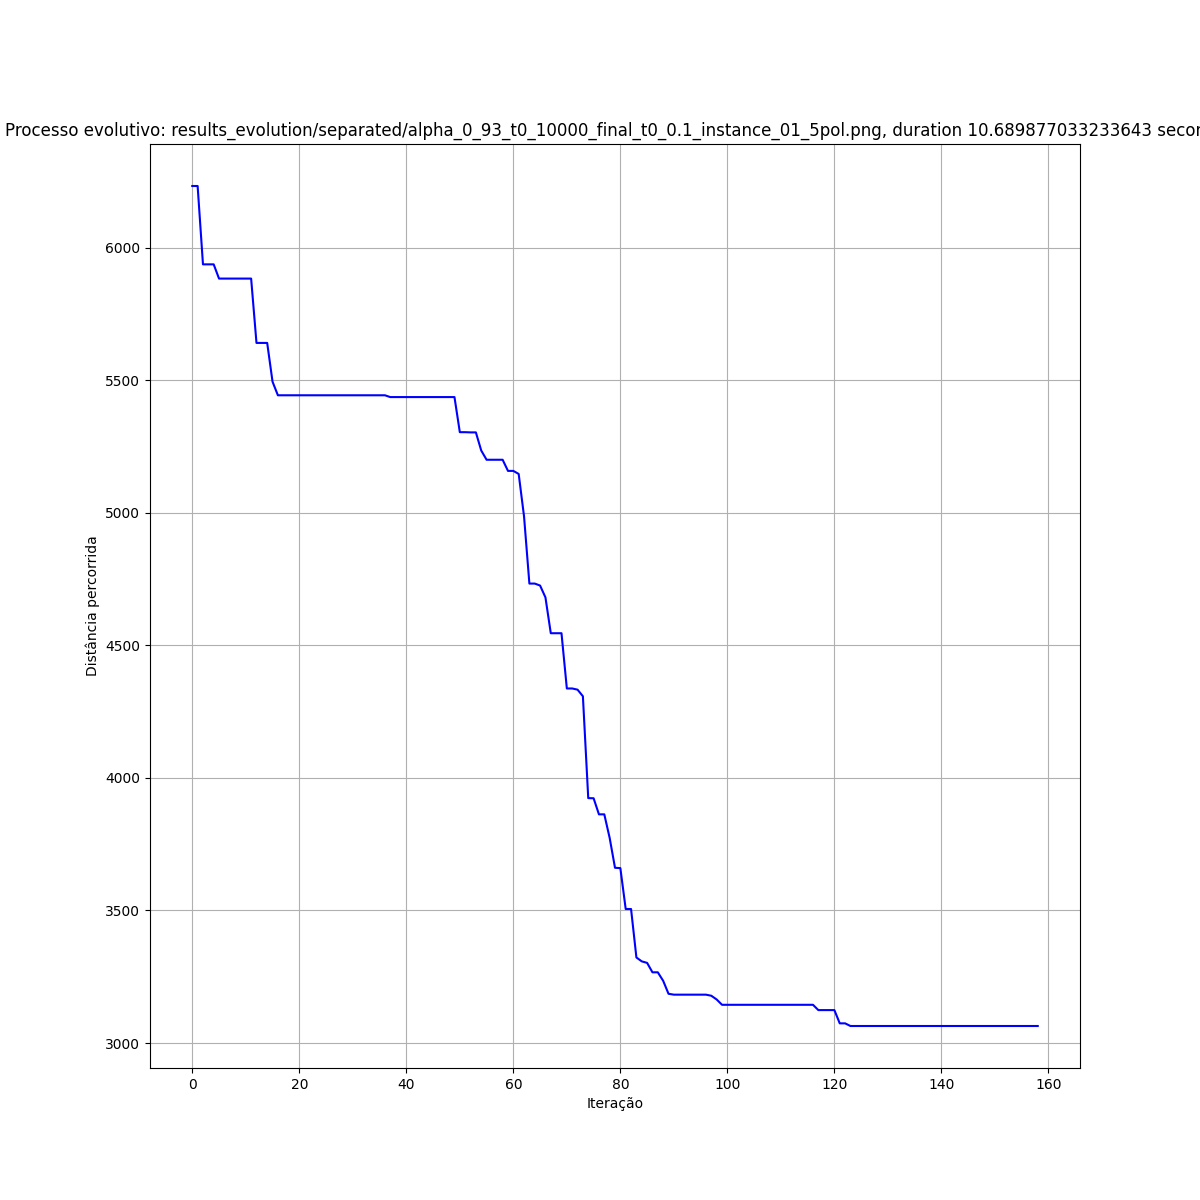 Processo evolutivo: results_evolution/separated/alpha_0_93_t0_10000_final_t0_0.1_instance_01_5pol.png, duration 10.689877033233643
6000
5500
5000
4500
4000
3500
3000
Distância percorrida
0 20 40 60 80 100 120 140 160
Iteração